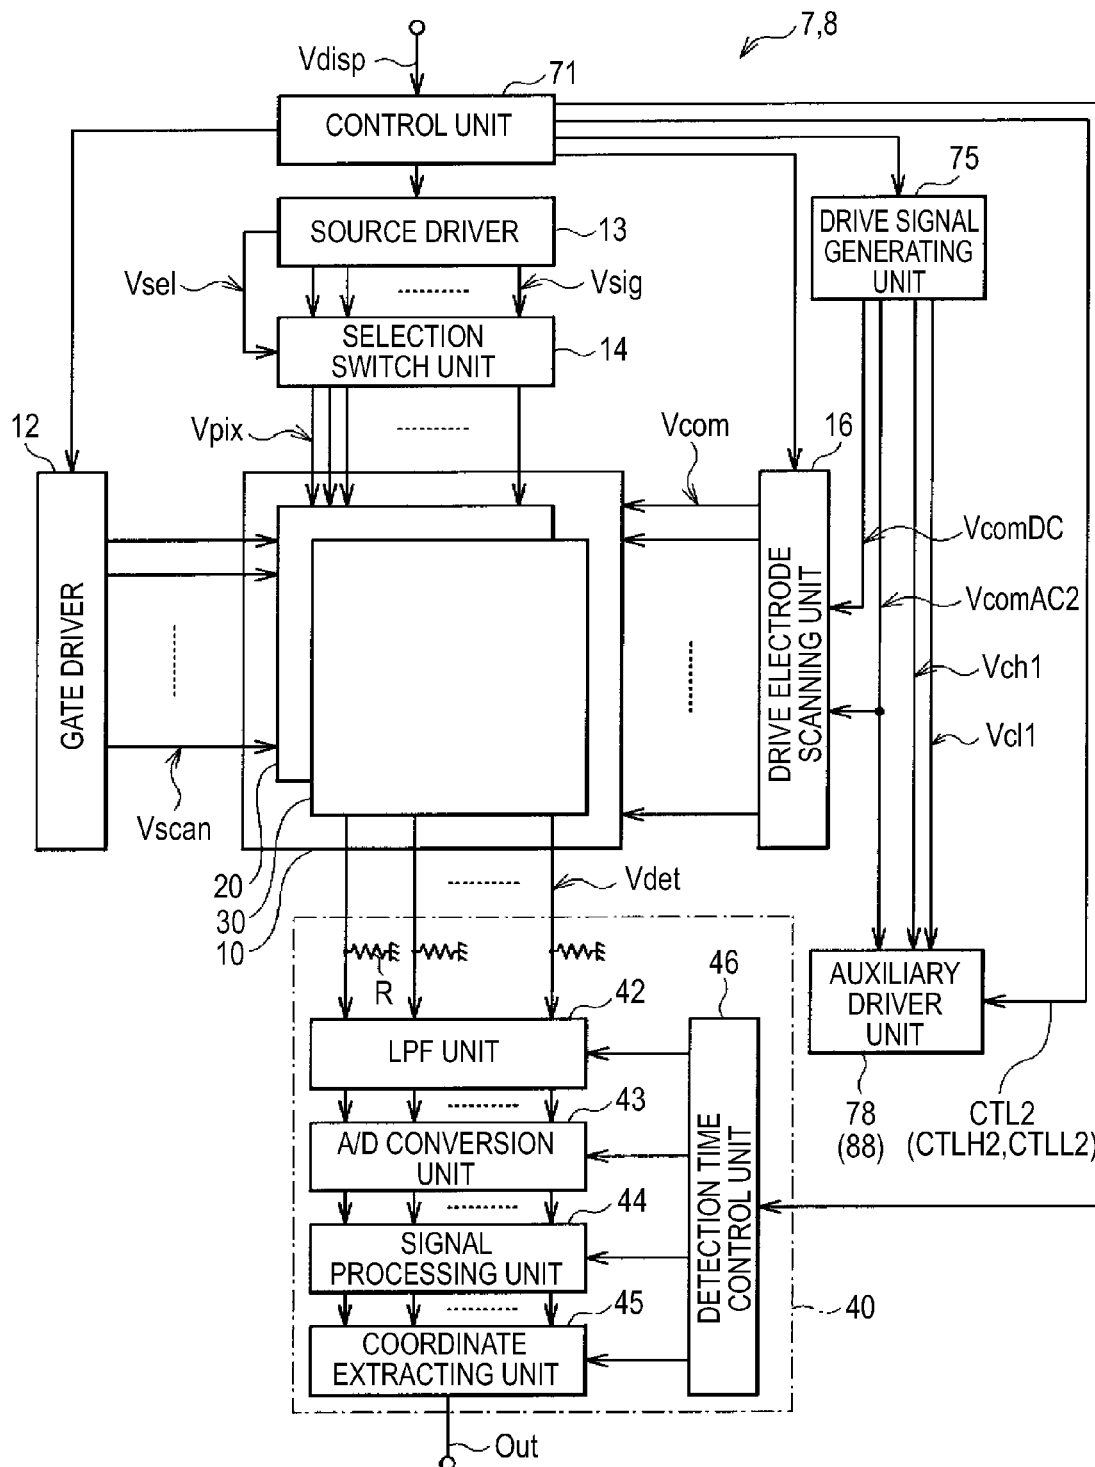 7,8
Vdisp
71
CONTROL UNIT
75
SOURCE DRIVER
13
DRIVE SIGNAL
GENERATING
UNIT
Vsel
Vsig
SELECTION
SWITCH UNIT
14
12
Vpix
Vcom
16
GATE DRIVER
DRIVE ELECTRODE
SCANNING UNIT
VcomDC
VcomAC2
Vch1
Vcl1
Vscan
20
30
10
Vdet
R
42
46
LPF UNIT
AUXILIARY
DRIVER
UNIT
43
A/D CONVERSION
UNIT
78
(88)
CTL2
(CTLH2,CTLL2)
DETECTION TIME
CONTROL UNIT
44
SIGNAL
PROCESSING UNIT
45
40
COORDINATE
EXTRACTING UNIT
Out